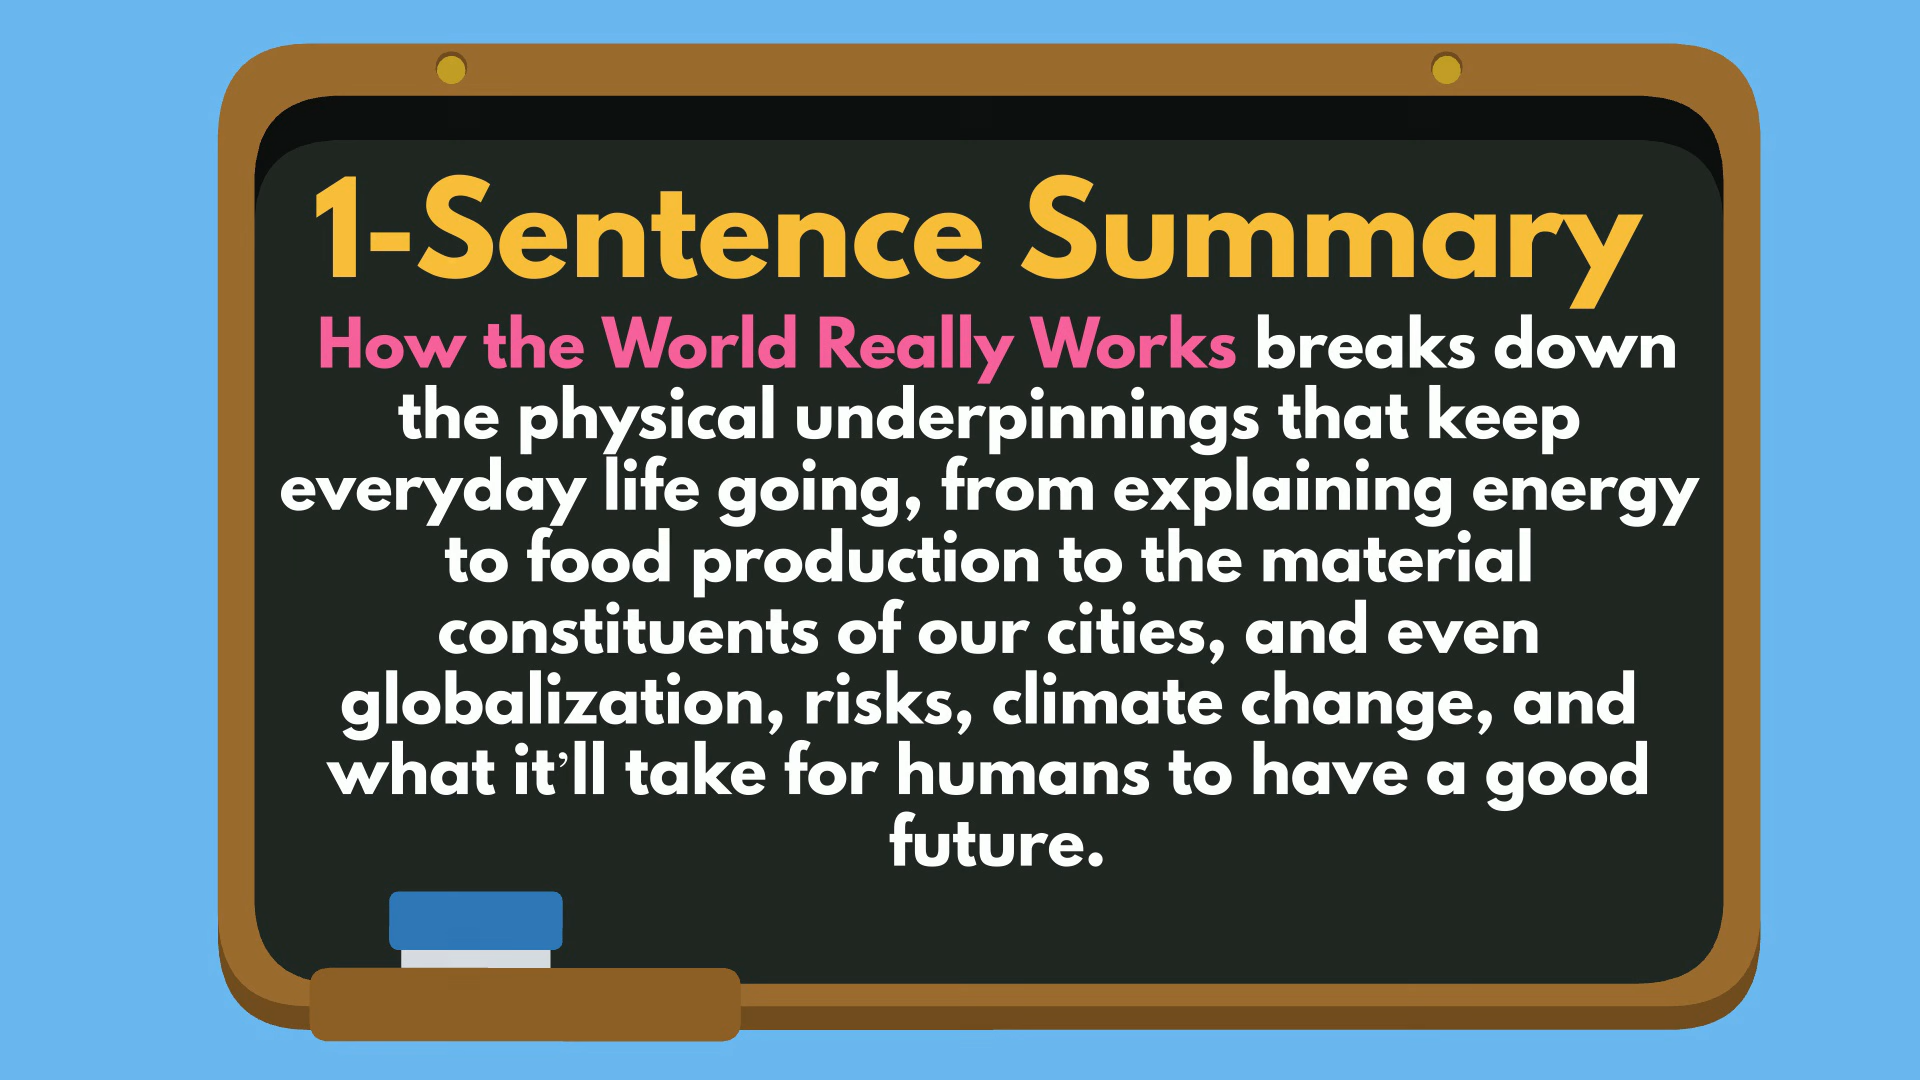 1-Sentence Summary
How the World Really Works breaks down
the physical underpinnings that keep
everyday life going, from explaining energy
to food production to the material
constituents of our cities, and even
globalization, risks, climate change, and
what it’ll take for humans to have a good
future.